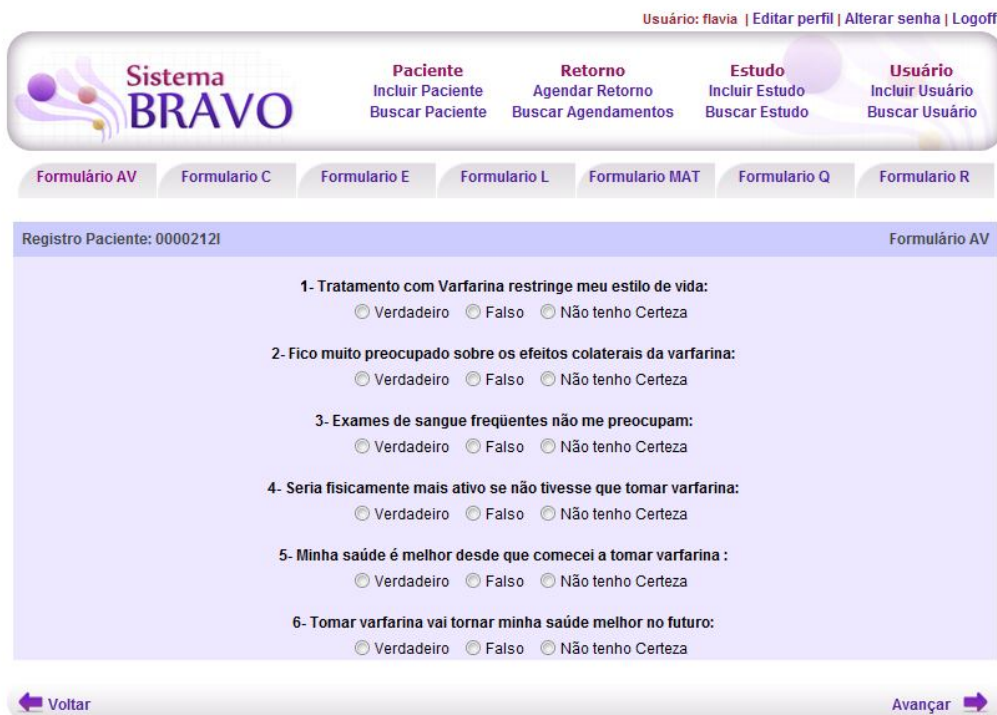 Usuário: flavia | Editar perfil | Alterar senha | Logoff
Sistema
BRAVO
Paciente
Incluir Paciente
Buscar Paciente
Retorno
Agendar Retorno
Buscar Agendamentos
Estudo
Incluir Estudo
Buscar Estudo
Usuário
Incluir Usuário
Buscar Usuário
Formulário AV Formulario C Formulario E Formulario L Formulario MAT Formulario Q Formulario R
Registro Paciente: 0000212I Formulário AV
1- Tratamento com Varfarina restringe meu estilo de vida:
Verdadeiro Falso Não tenho Certeza
2- Fico muito preocupado sobre os efeitos colaterais da varfarina:
Verdadeiro Falso Não tenho Certeza
3- Exames de sangue freqüentes não me preocupam:
Verdadeiro Falso Não tenho Certeza
4- Seria fisicamente mais ativo se não tivesse que tomar varfarina:
Verdadeiro Falso Não tenho Certeza
5- Minha saúde é melhor desde que comecei a tomar varfarina :
Verdadeiro Falso Não tenho Certeza
6- Tomar varfarina vai tornar minha saúde melhor no futuro:
Verdadeiro Falso Não tenho Certeza
Voltar Avançar